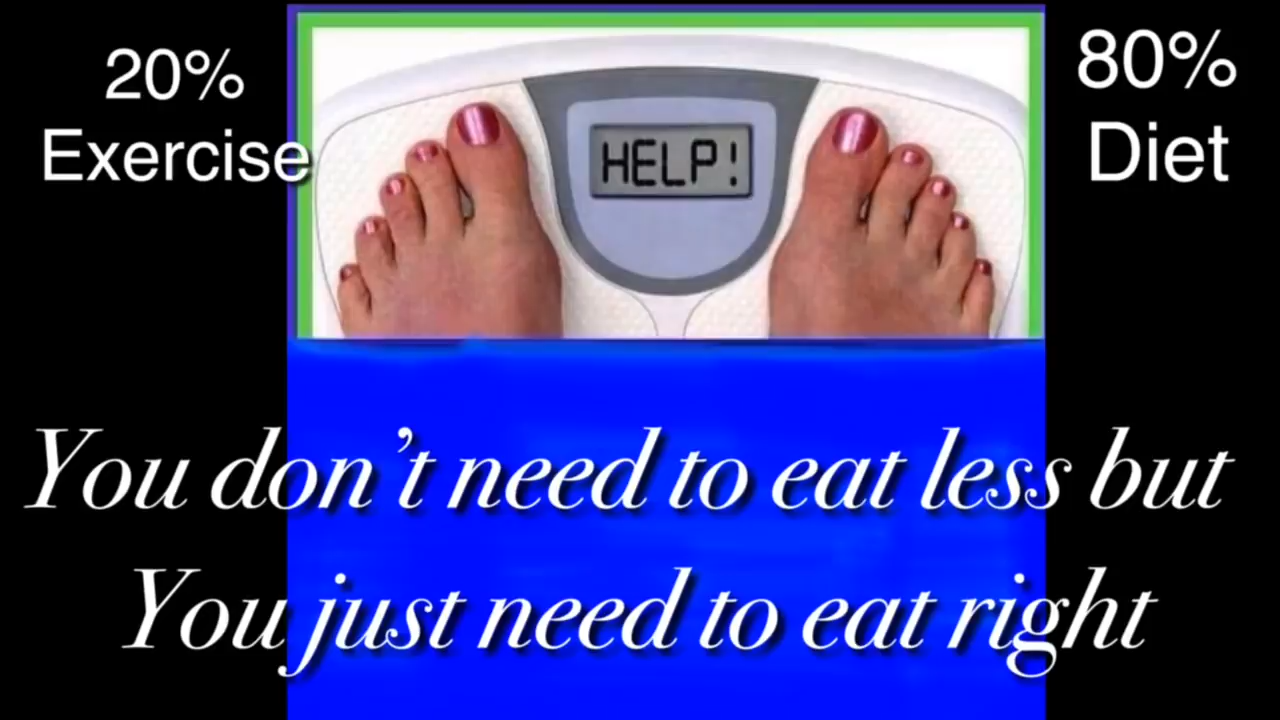 20%
Exercise
HELP!
80%
Diet
You don’t need to eat less but
You just need to eat right